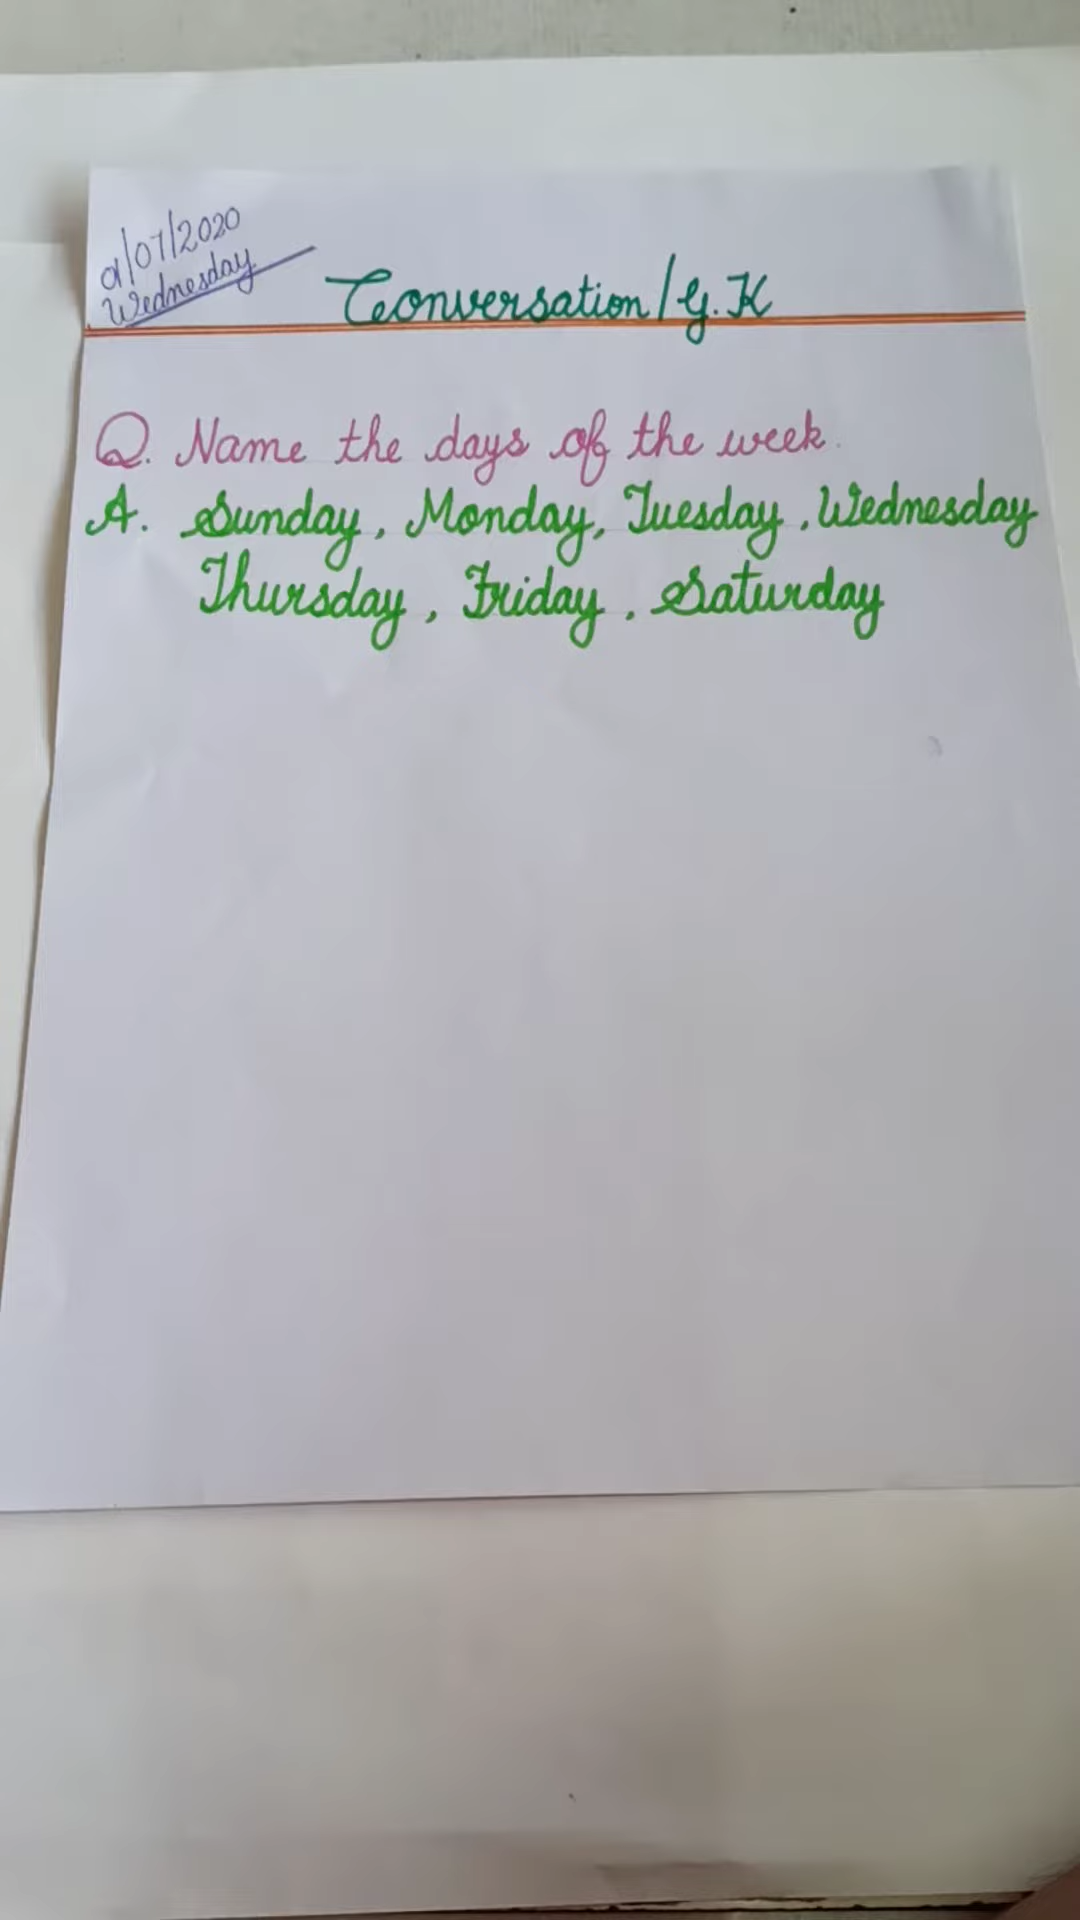 01/07/2020
Wednesday
Conversation/G.K
Q. Name the days of the week.
A. Sunday, Monday, Tuesday, Wednesday
Thursday, Friday, Saturday